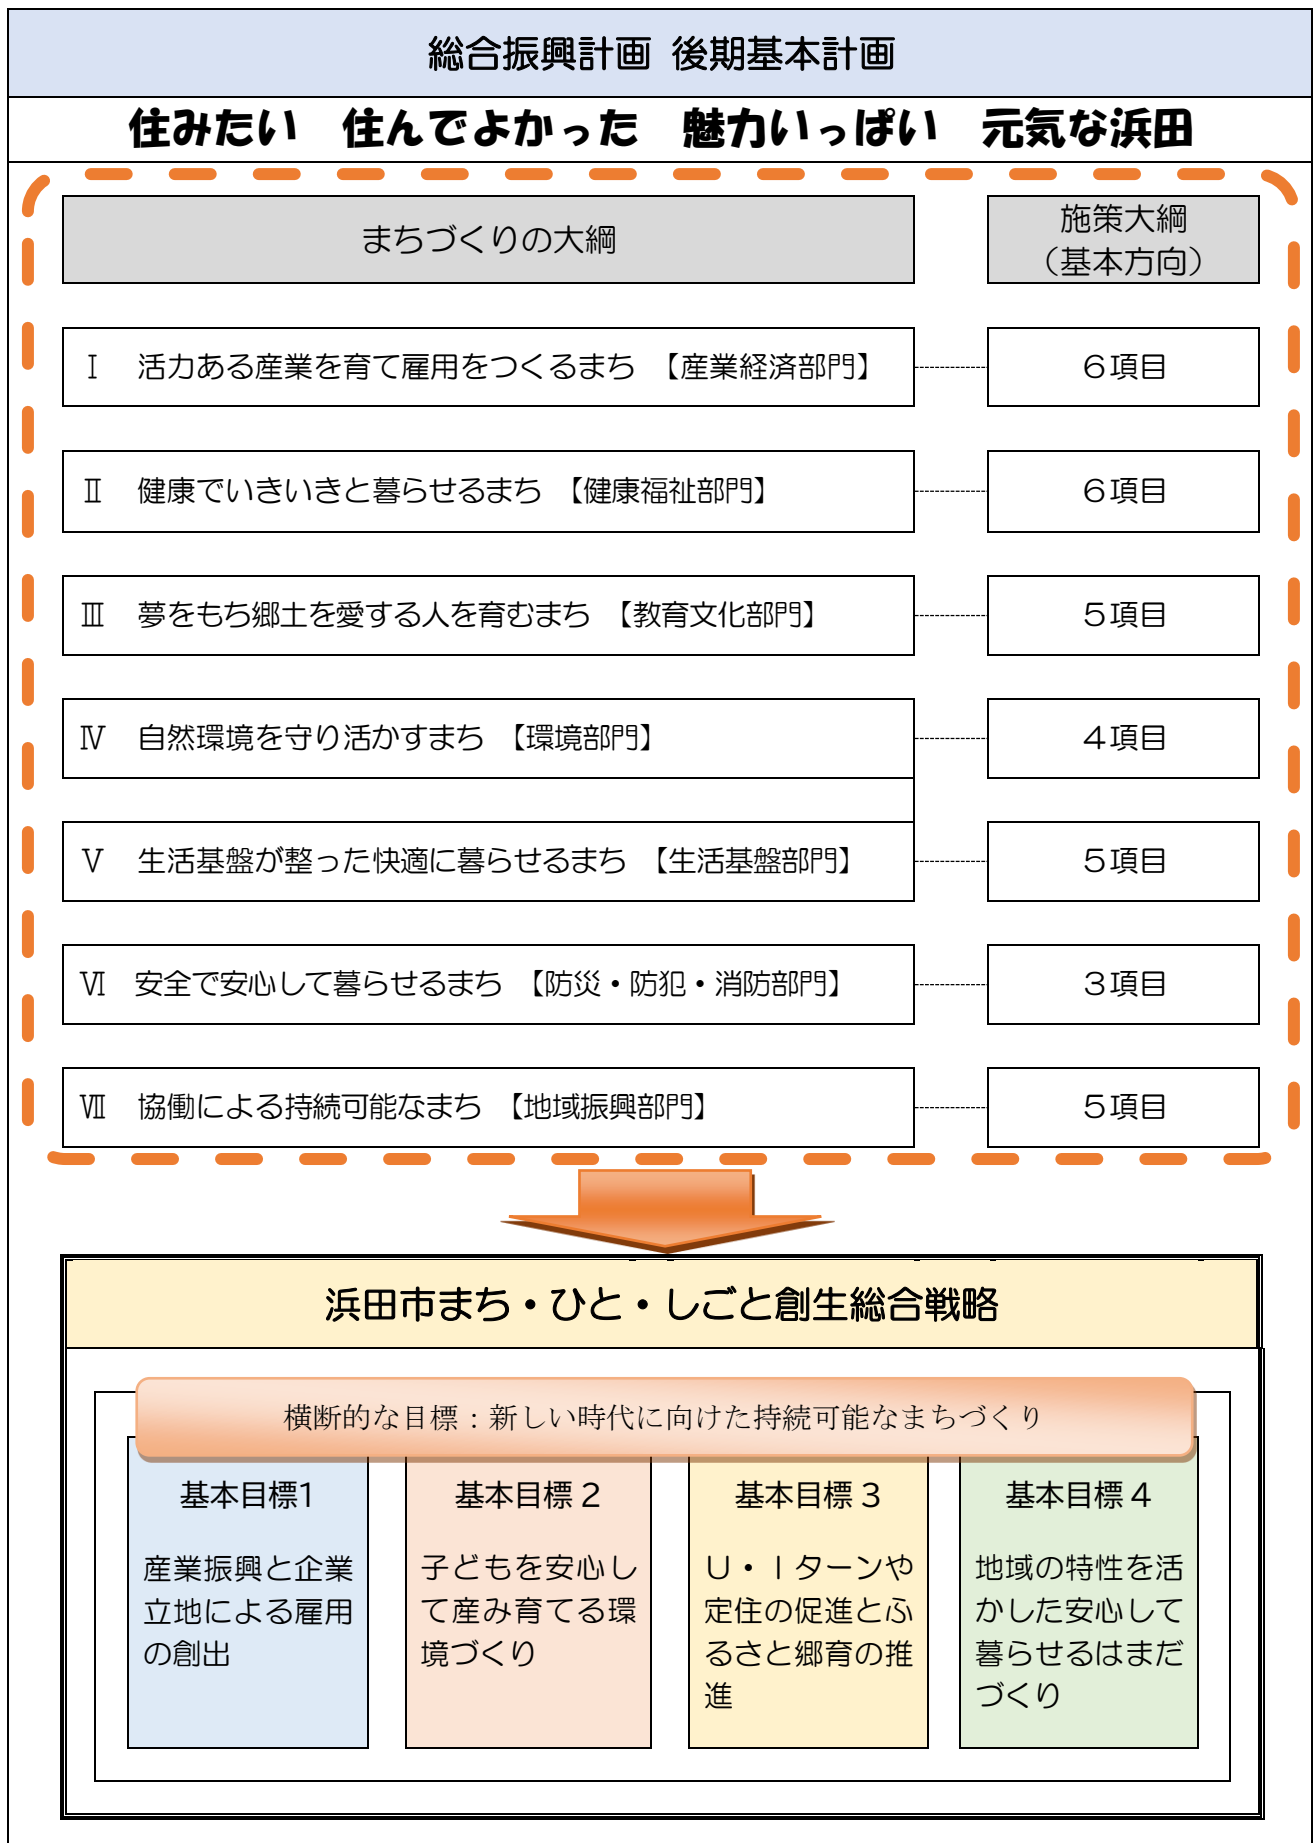 総合振興計画 後期基本計画
住みたい 住んでよかった 魅力いっぱい 元気な浜田
まちづくりの大綱
施策大綱
（基本方向）
Ⅰ 活力ある産業を育て雇用をつくるまち 【産業経済部門】
６項目
Ⅱ 健康でいきいきと暮らせるまち 【健康福祉部門】
６項目
Ⅲ 夢をもち郷土を愛する人を育むまち 【教育文化部門】
５項目
Ⅳ 自然環境を守り活かすまち 【環境部門】
４項目
Ⅴ 生活基盤が整った快適に暮らせるまち 【生活基盤部門】
５項目
Ⅵ 安全で安心して暮らせるまち 【防災・防犯・消防部門】
３項目
Ⅶ 協働による持続可能なまち 【地域振興部門】
５項目
浜田市まち・ひと・しごと創生総合戦略
横断的な目標：新しい時代に向けた持続可能なまちづくり
基本目標1
産業振興と企業
立地による雇用
の創出
基本目標２
子どもを安心し
て産み育てる環
境づくり
基本目標３
Ｕ・Ｉターンや
定住の促進とふ
るさと郷育の推
進
基本目標４
地域の特性を活
かした安心して
暮らせるはまだ
づくり